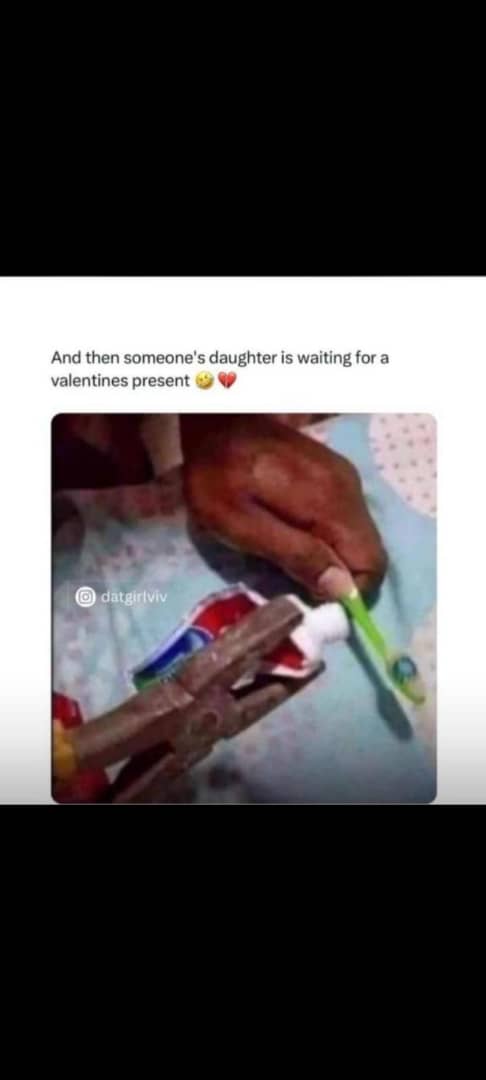 And then someone's daughter is waiting for a
valentines present 🤣💔
datgirlviv